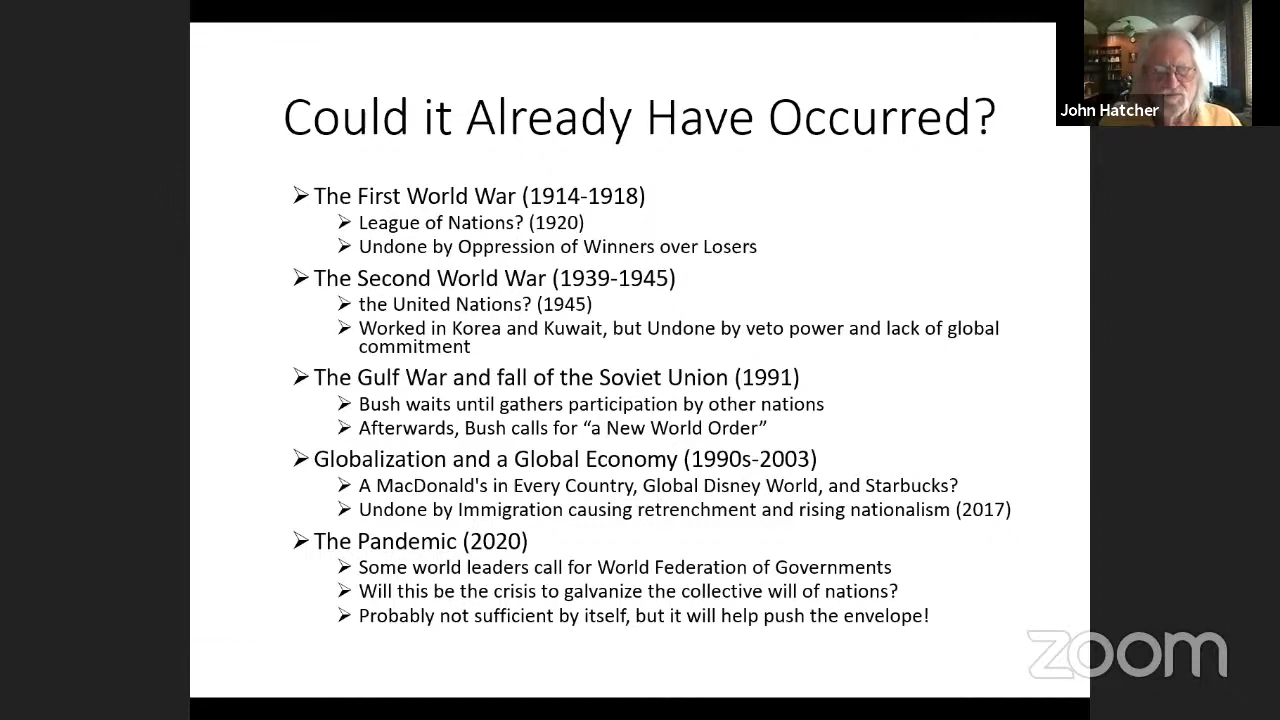 Could it Already Have Occurred?
John Hatcher
➢The First World War (1914-1918)
➢ League of Nations? (1920)
➢ Undone by Oppression of Winners over Losers
➢The Second World War (1939-1945)
➢ the United Nations? (1945)
➢ Worked in Korea and Kuwait, but Undone by veto power and lack of global
commitment
➢The Gulf War and fall of the Soviet Union (1991)
➢ Bush waits until gathers participation by other nations
➢ Afterwards, Bush calls for “a New World Order”
➢Globalization and a Global Economy (1990s-2003)
➢ A MacDonald's in Every Country, Global Disney World, and Starbucks?
➢ Undone by Immigration causing retrenchment and rising nationalism (2017)
➢The Pandemic (2020)
➢ Some world leaders call for World Federation of Governments
➢ Will this be the crisis to galvanize the collective will of nations?
➢ Probably not sufficient by itself, but it will help push the envelope!
zoom